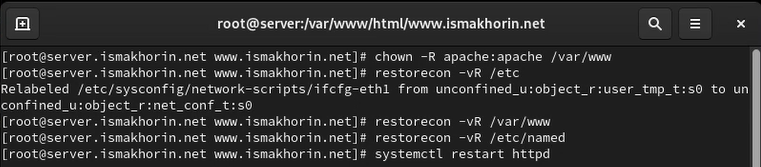 root@server:/var/www/html/www.ismakhorin.net
[root@server.ismakhorin.net www.ismakhorin.net]# chown -R apache:apache /var/www
[root@server.ismakhorin.net www.ismakhorin.net]# restorecon -vR /etc
Relabeled /etc/sysconfig/network-scripts/ifcfg-eth1 from unconfined_u:object_r:user_tmp_t:s0 to un
confined_u:object_r:net_conf_t:s0
[root@server.ismakhorin.net www.ismakhorin.net]# restorecon -vR /var/www
[root@server.ismakhorin.net www.ismakhorin.net]# restorecon -vR /etc/named
[root@server.ismakhorin.net www.ismakhorin.net]# systemctl restart httpd